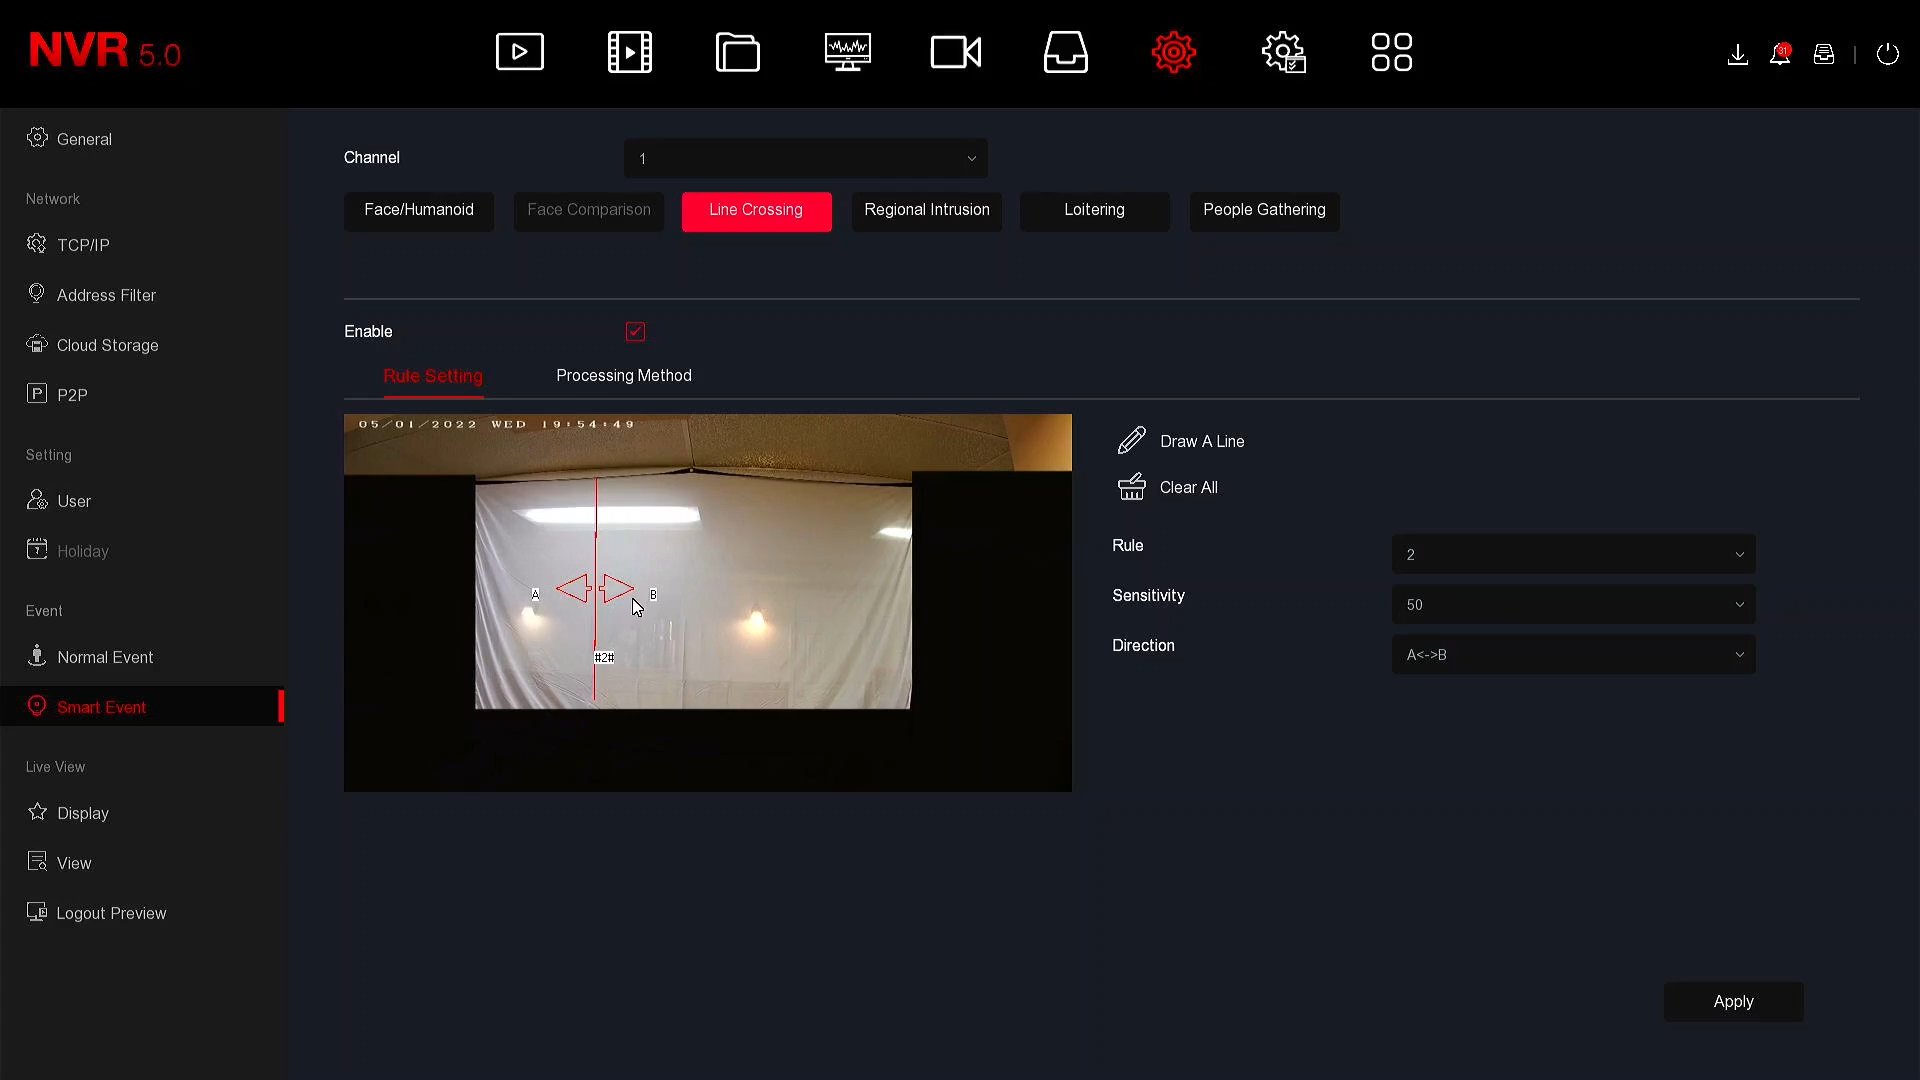 NVR 5.0
31
General
Network
TCP/IP
Address Filter
Cloud Storage
P
P2P
Setting
User
7
Holiday
Event
Normal Event
Smart Event
Live View
Display
View
Logout Preview
Channel
1
Face/Humanoid
Face Comparison
Line Crossing
Regional Intrusion
Loitering
People Gathering
Enable
Rule Setting
Processing Method
05/01/2022 WED 19:54:49
A
B
#2#
Draw A Line
Clear All
Rule
2
Sensitivity
50
Direction
A<->B
Apply